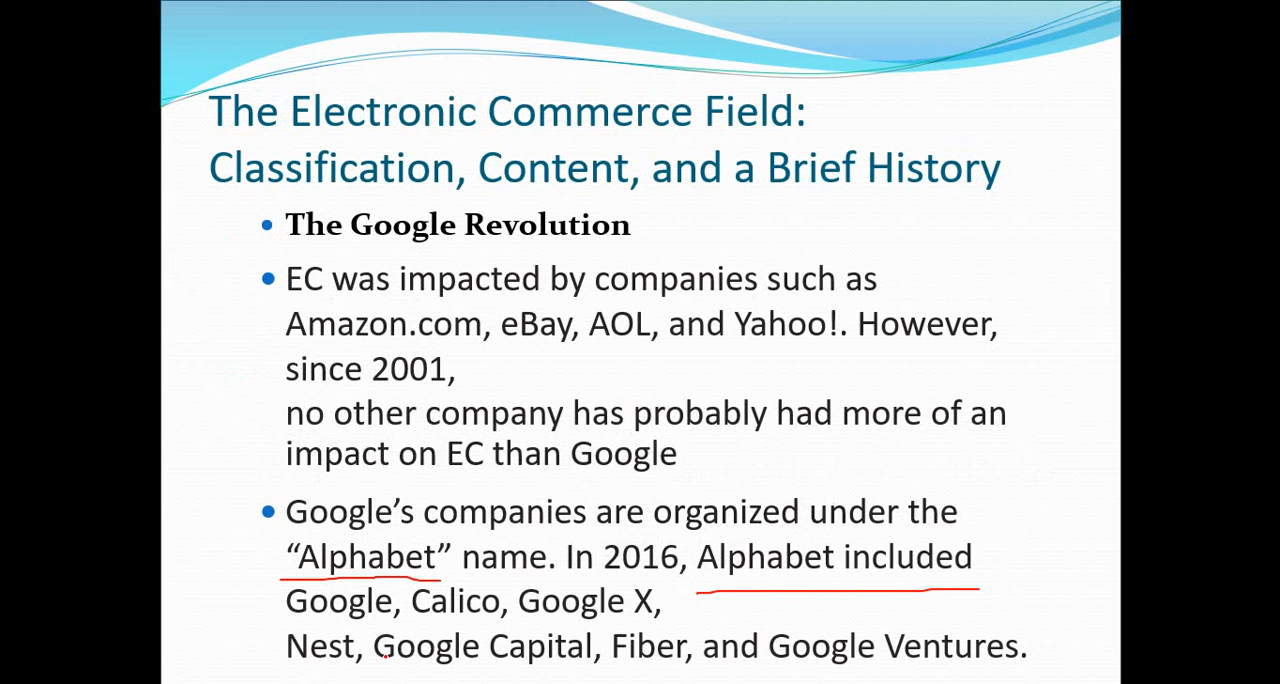 The Electronic Commerce Field:
Classification, Content, and a Brief History
• The Google Revolution
• EC was impacted by companies such as
Amazon.com, eBay, AOL, and Yahoo!. However,
since 2001,
no other company has probably had more of an
impact on EC than Google
• Google’s companies are organized under the
“Alphabet” name. In 2016, Alphabet included
Google, Calico, Google X,
Nest, Google Capital, Fiber, and Google Ventures.